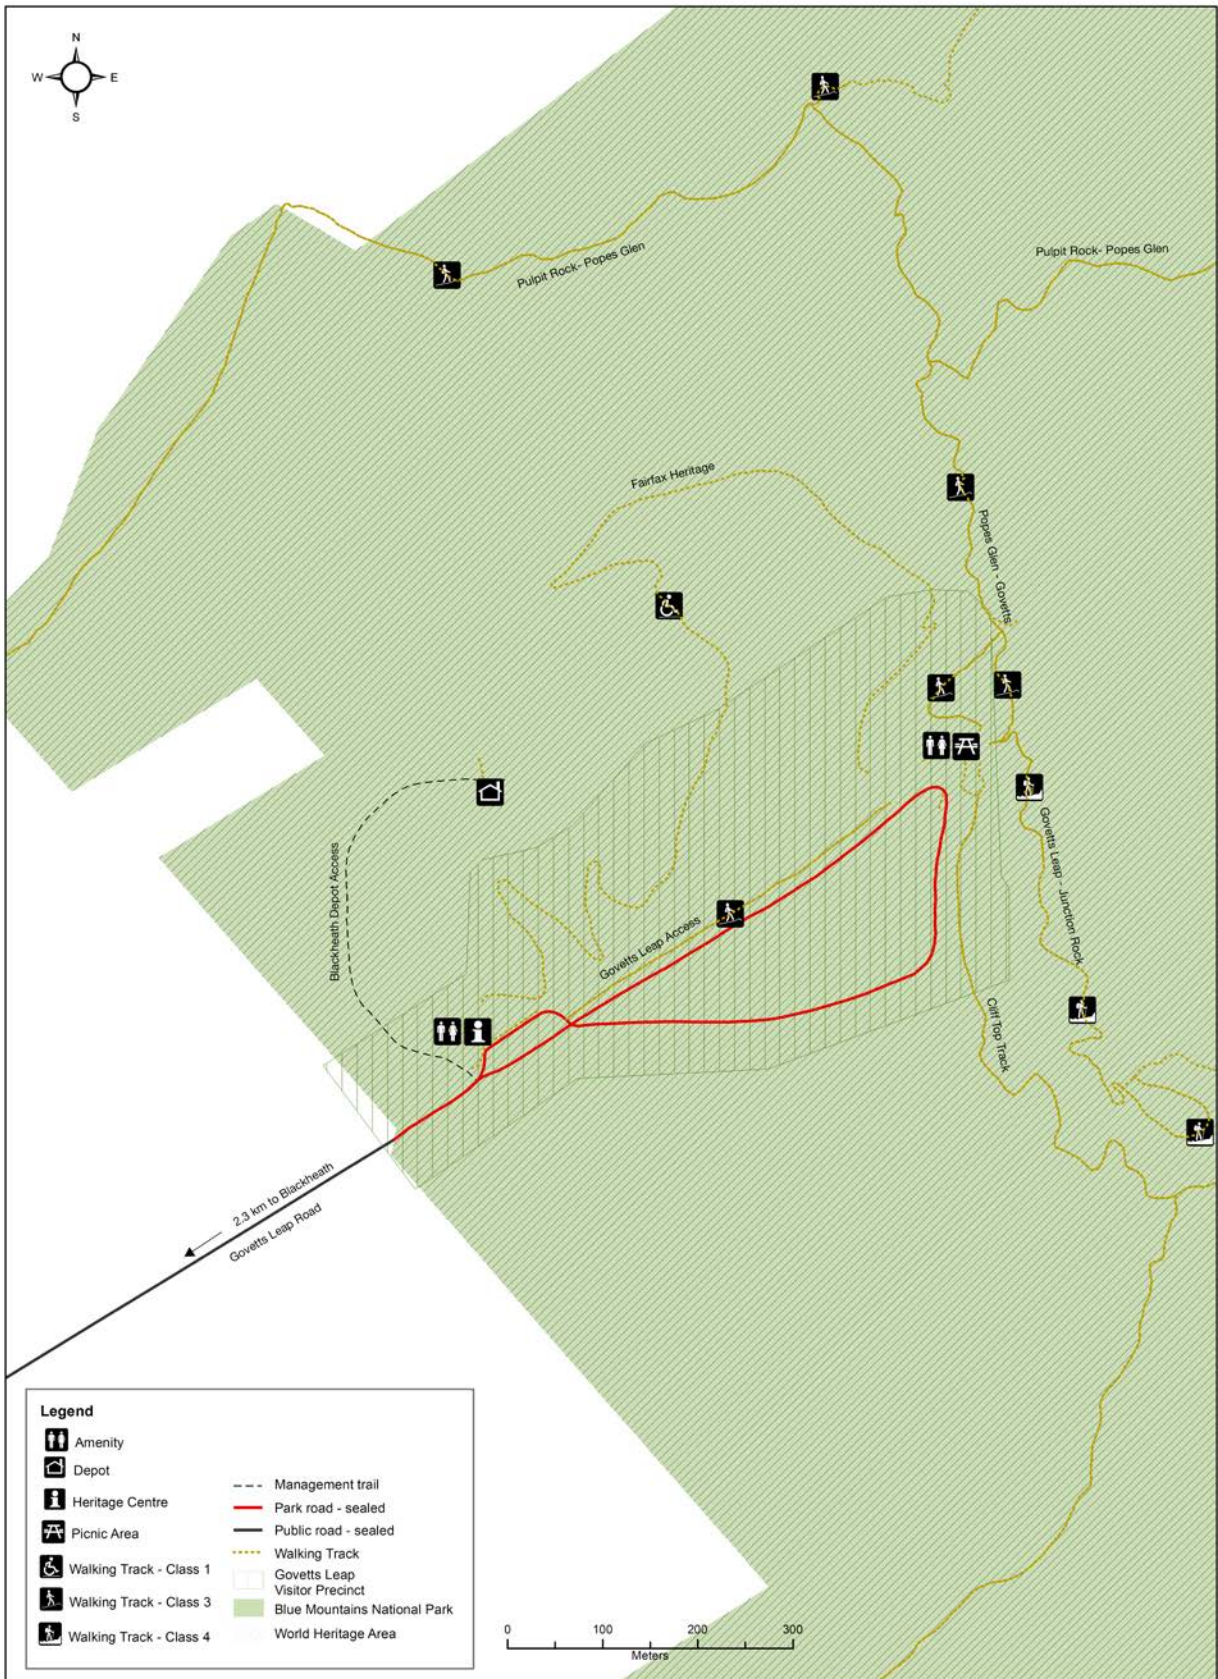 N
W E
S
Pulpit Rock- Popes Glen
Pulpit Rock- Popes Glen
Fairfax Heritage
Popes Glen - Govetts
Blackheath Depot Access
Govetts Leap - Junction Rock
Govetts Leap Access
Cliff Top Track
2.3 km to Blackheath
Govetts Leap Road
Legend
Amenity
Depot
Heritage Centre
Picnic Area
Walking Track - Class 1
Walking Track - Class 3
Walking Track - Class 4
Management trail
Park road - sealed
Public road - sealed
Walking Track
Govetts Leap
Visitor Precinct
Blue Mountains National Park
World Heritage Area
0 100 200 300
Meters